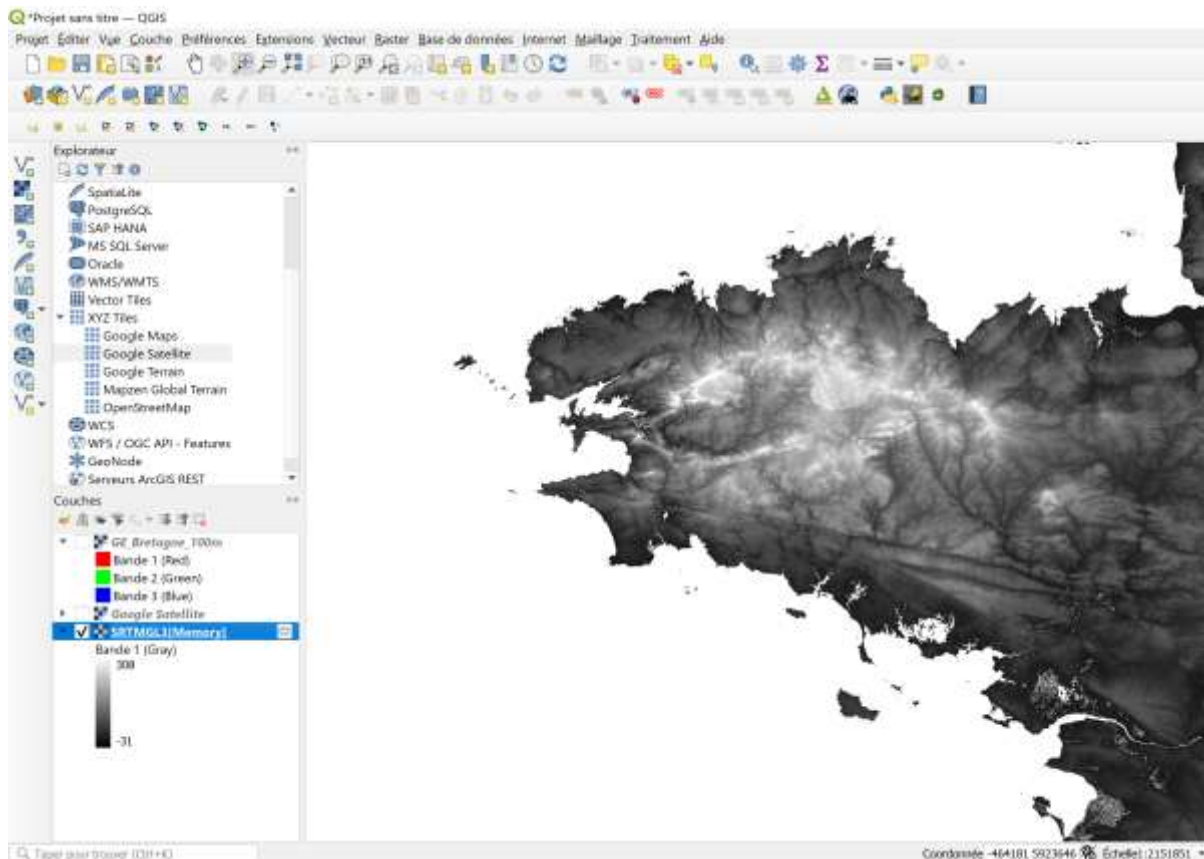 *Projet sans titre — QGIS
Projet Éditer Vue Couche Préférences Extensions Vecteur Raster Base de données Internet Maillage Traitement Aide
Explorateur
SpatiaLite
PostgreSQL
SAP HANA
MS SQL Server
Oracle
WMS/WMTS
Vector Tiles
XYZ Tiles
Google Maps
Google Satellite
Google Terrain
Mapzen Global Terrain
OpenStreetMap
WCS
WFS / OGC API - Features
GeoNode
Serveurs ArcGIS REST
Couches
GE_Bretagne_100m
Bande 1 (Red)
Bande 2 (Green)
Bande 3 (Blue)
Google Satellite
SRTMGL3[Memory]
Bande 1 (Gray)
308
-31
Taper pour trouver (Ctrl+K)
Coordonnée -464181 5923646 Échelle 1:2151851